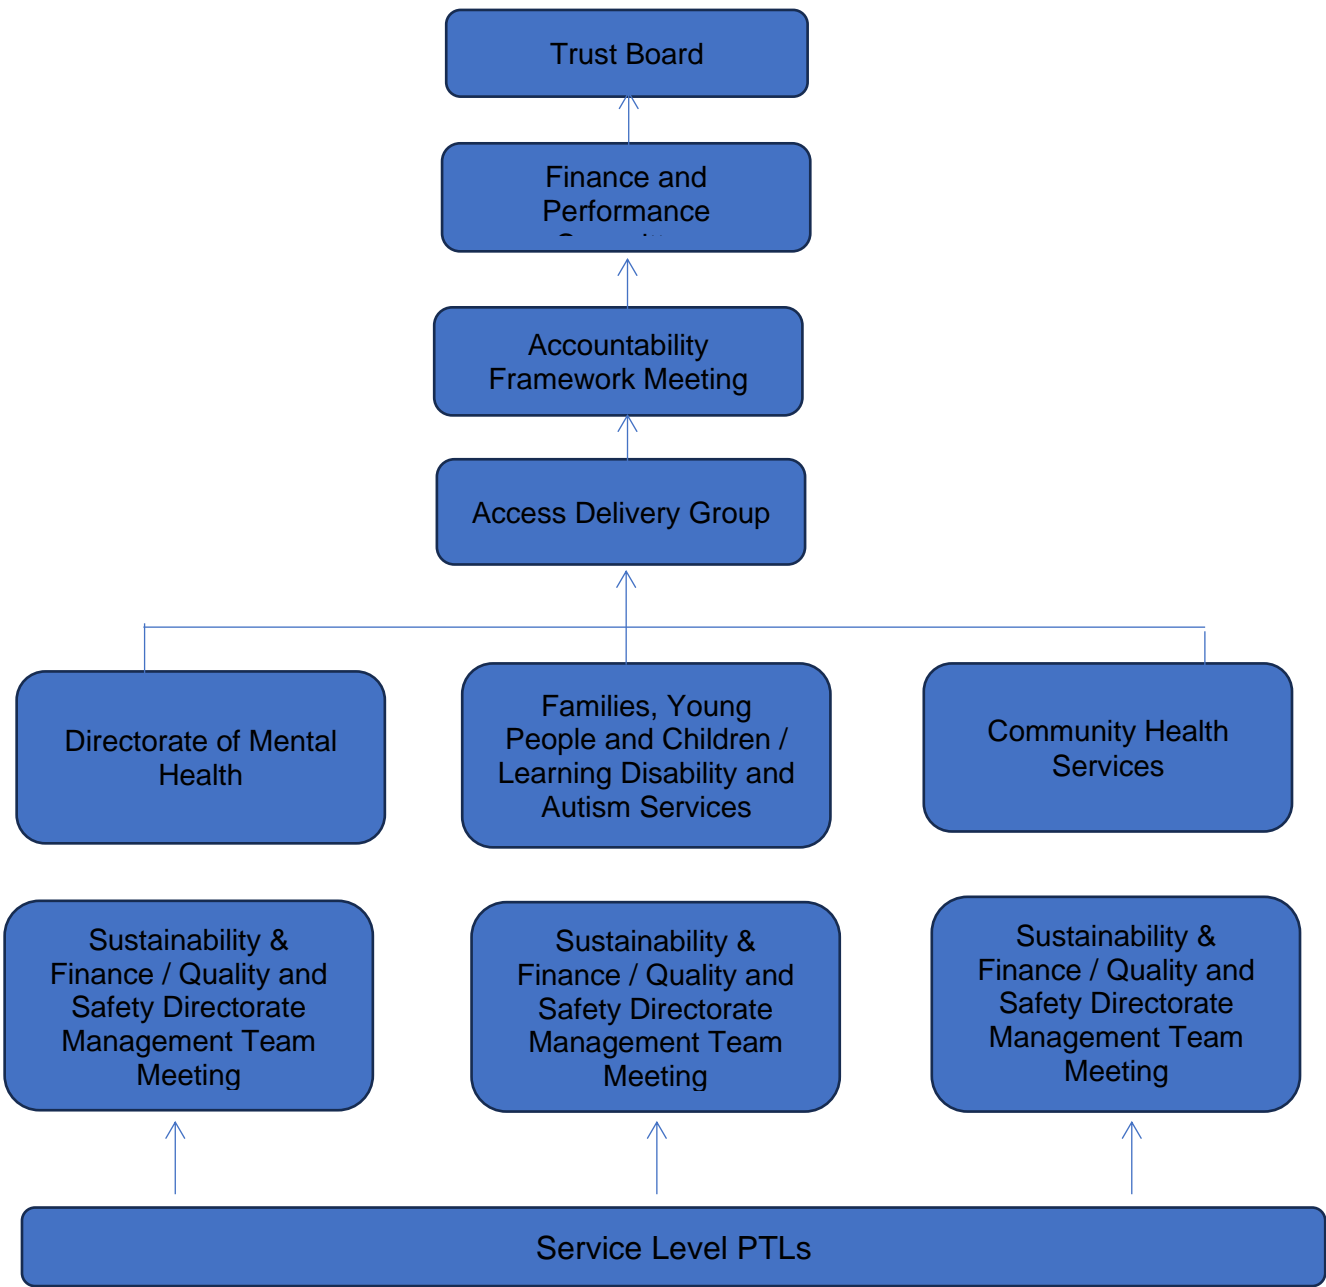 Trust Board
Finance and
Performance
Accountability
Framework Meeting
Access Delivery Group
Directorate of Mental
Health
Families, Young
People and Children /
Learning Disability and
Autism Services
Community Health
Services
Sustainability &
Finance / Quality and
Safety Directorate
Management Team
Meeting
Sustainability &
Finance / Quality and
Safety Directorate
Management Team
Meeting
Sustainability &
Finance / Quality and
Safety Directorate
Management Team
Meeting
Service Level PTLs